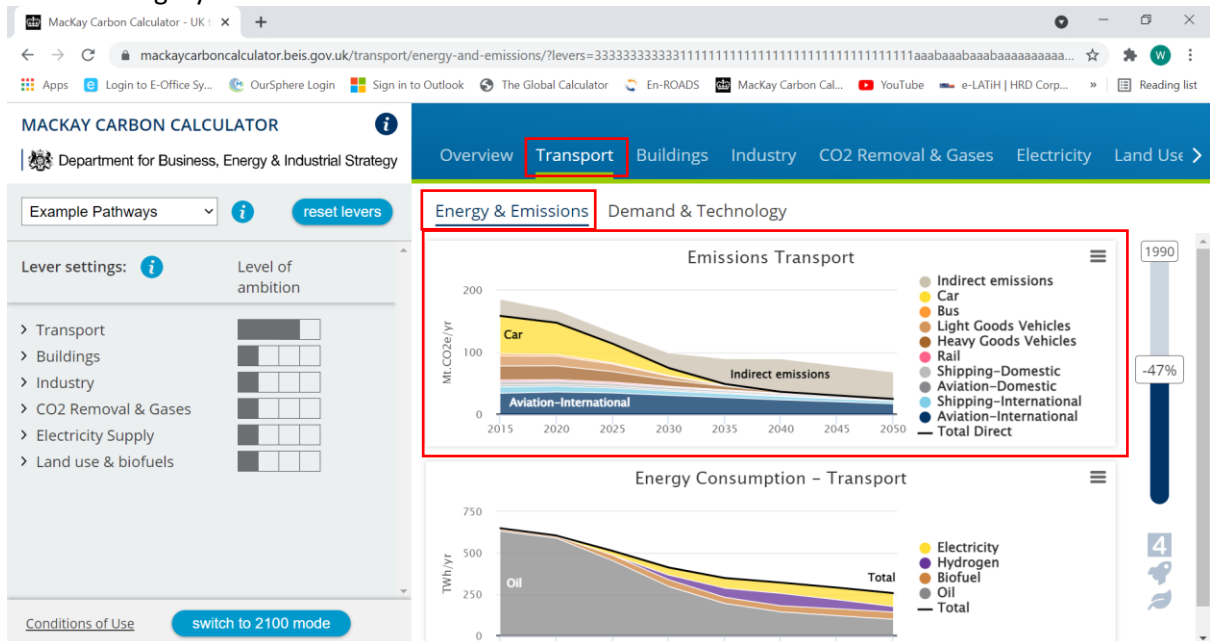 MacKay Carbon Calculator - UK t
mackaycarboncalculator.beis.gov.uk/transport/energy-and-emissions/?levers=
Apps Login to E-Office Sy... OurSphere Login Sign in to Outlook The Global Calculator En-ROADS MacKay Carbon Cal... YouTube e-LATiH | HRD Corp... » Reading list
MACKAY CARBON CALCULATOR
Department for Business, Energy & Industrial Strategy
Overview Transport Buildings Industry CO2 Removal & Gases Electricity Land Use
Example Pathways
reset levers
Energy & Emissions Demand & Technology
Lever settings:
Level of
ambition
Transport
Buildings
Industry
CO2 Removal & Gases
Electricity Supply
Land use & biofuels
Conditions of Use
switch to 2100 mode
Emissions Transport
Mt.CO2e/yr
200
100
0
Car
Indirect emissions
Aviation-International
2015 2020 2025 2030 2035 2040 2045 2050
Indirect emissions
Car
Bus
Light Goods Vehicles
Heavy Goods Vehicles
Rail
Shipping-Domestic
Aviation-Domestic
Shipping-International
Aviation-International
Total Direct
1990
-47%
4
Energy Consumption - Transport
TWh/yr
750
500
250
0
Oil
Total
Electricity
Hydrogen
Biofuel
Oil
Total